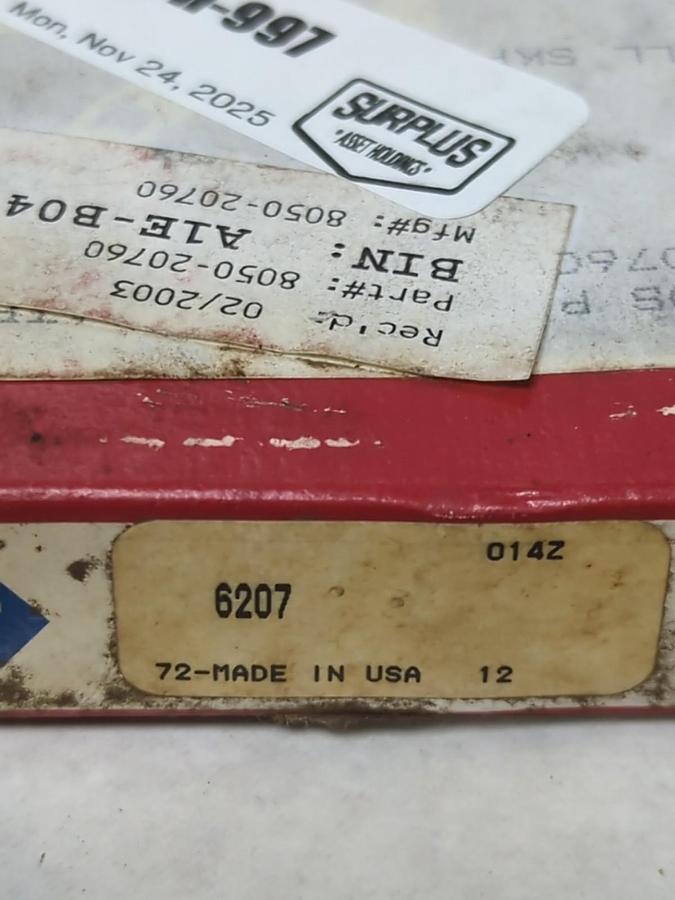 -997
Mon, Nov 24, 2025
SURPLUS
"ASSET HOLDINGS"
Mfg#: 8050-20760
BIN: A1E-B04
Part#: 8050-20760
Rec'd: 02/2003
014Z
6207
72-MADE IN USA 12